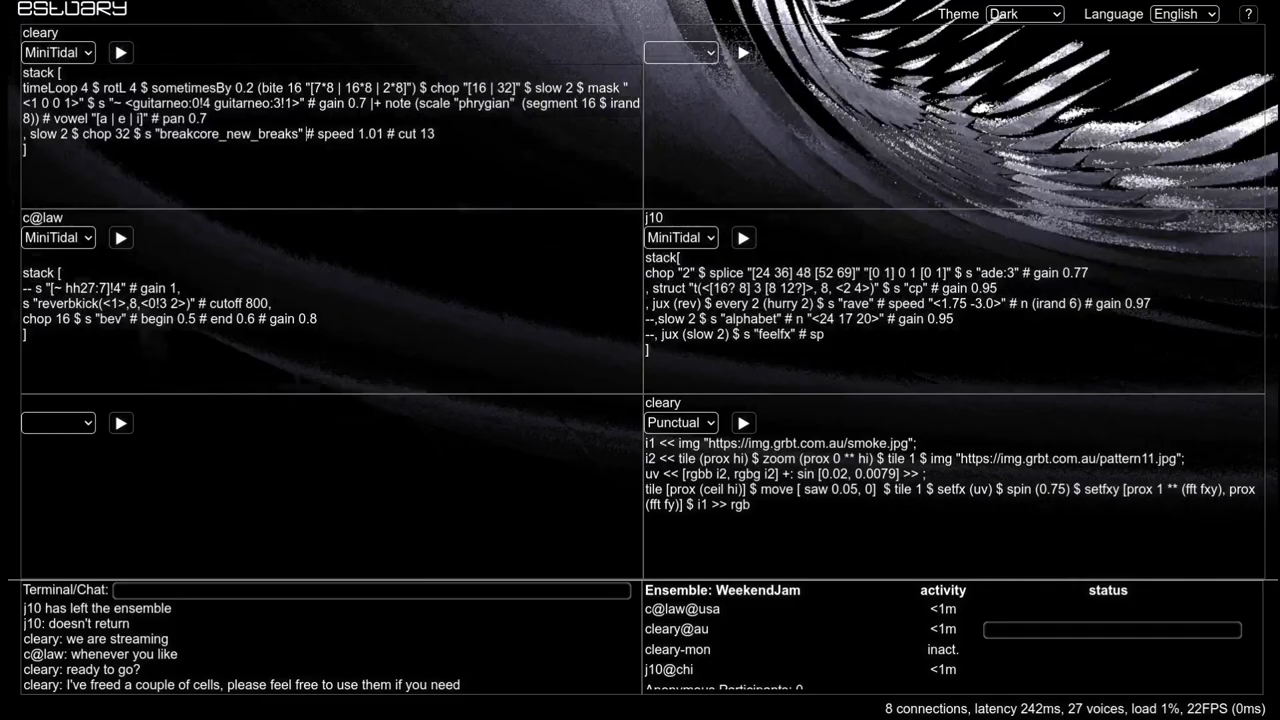 estuary
Theme Dark Language English ?
cleary
MiniTidal
stack [
timeLoop 4 $ rotL 4 $ sometimesBy 0.2 (bite 16 "[7*8 | 16*8 | 2*8]") $ chop "[16 | 32]" $ slow 2 $ mask "
<1 0 0 1>" $ s "~ <guitarneo:0!4 guitarneo:3!1>" # gain 0.7 |+ note (scale "phrygian" (segment 16 $ irand
8)) # vowel "[a | e | i]" # pan 0.7
, slow 2 $ chop 32 $ s "breakcore_new_breaks" # speed 1.01 # cut 13
]
c@law
MiniTidal
stack [
-- s "[~ hh27:7]!4" # gain 1,
s "reverbkick(<1>,8,<0!3 2>)" # cutoff 800,
chop 16 $ s "bev" # begin 0.5 # end 0.6 # gain 0.8
]
j10
MiniTidal
stack[
chop "2" $ splice "[24 36] 48 [52 69]" "[0 1] 0 1 [0 1]" $ s "ade:3" # gain 0.77
, struct "t(<[16? 8] 3 [8 12?]>, 8, <2 4>)" $ s "cp" # gain 0.95
, jux (rev) $ every 2 (hurry 2) $ s "rave" # speed "<1.75 -3.0>" # n (irand 6) # gain 0.97
--,slow 2 $ s "alphabet" # n "<24 17 20>" # gain 0.95
--, jux (slow 2) $ s "feelfx" # sp
]
cleary
Punctual
i1 << img "https://img.grbt.com.au/smoke.jpg";
i2 << tile (prox hi) $ zoom (prox 0 ** hi) $ tile 1 $ img "https://img.grbt.com.au/pattern11.jpg";
uv << [rgbb i2, rgbg i2] +: sin [0.02, 0.0079] >> ;
tile [prox (ceil hi)] $ move [ saw 0.05, 0]  $ tile 1 $ setfx (uv) $ spin (0.75) $ setfxy [prox 1 ** (fft fxy), prox
(fft fy)] $ i1 >> rgb
Terminal/Chat:
j10 has left the ensemble
j10: doesn't return
cleary: we are streaming
c@law: whenever you like
cleary: ready to go?
cleary: I've freed a couple of cells, please feel free to use them if you need
Ensemble: WeekendJam activity status
c@law@usa <1m
cleary@au <1m
cleary-mon inact.
j10@chi <1m
Anonymous Participants: 0
8 connections, latency 242ms, 27 voices, load 1%, 22FPS (0ms)